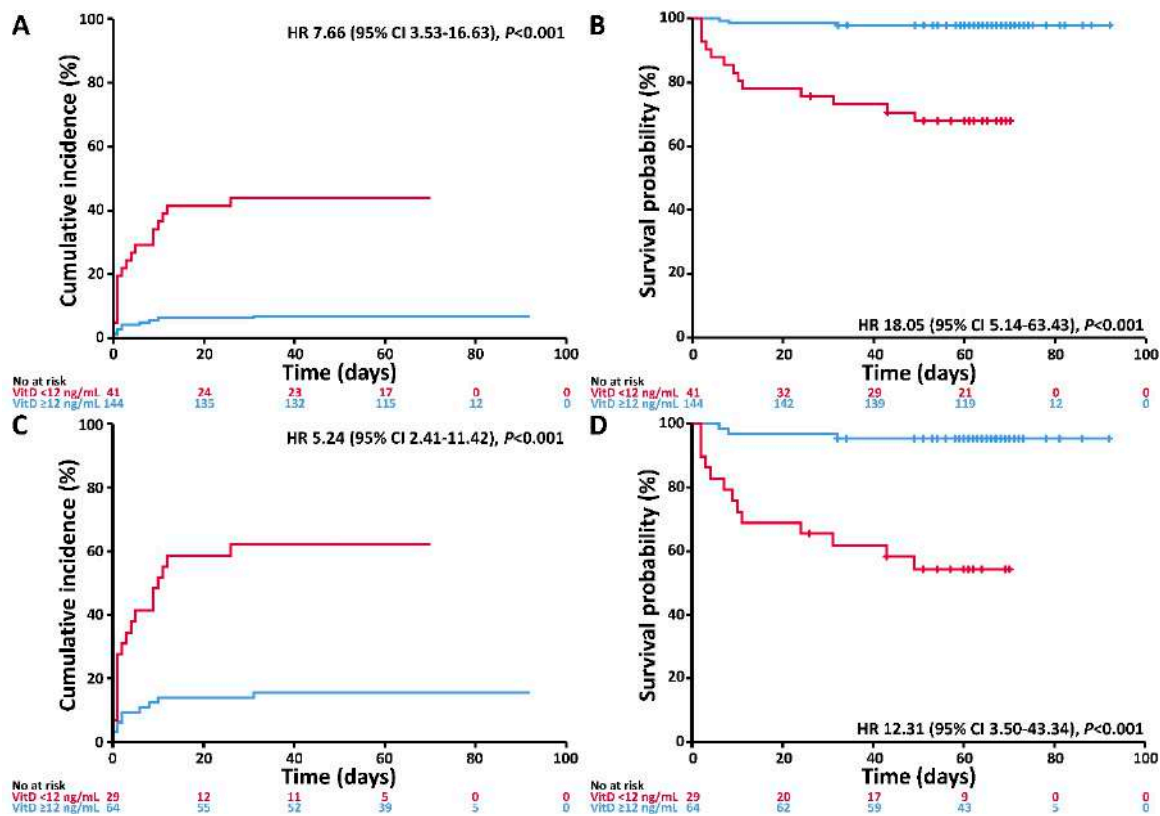 A
HR 7.66 (95% CI 3.53-16.63), P<0.001
Cumulative incidence (%)
100
80
60
40
20
0
0 20 40 60 80 100
Time (days)
No at risk
VitD <12 ng/mL 41 24 23 17 0 0
VitD ≥12 ng/mL 144 135 132 115 12 0
B
Survival probability (%)
100
80
60
40
20
0
HR 18.05 (95% CI 5.14-63.43), P<0.001
0 20 40 60 80 100
Time (days)
No at risk
VitD <12 ng/mL 41 32 29 21 0 0
VitD ≥12 ng/mL 144 142 139 119 12 0
C
HR 5.24 (95% CI 2.41-11.42), P<0.001
Cumulative incidence (%)
100
80
60
40
20
0
0 20 40 60 80 100
Time (days)
No at risk
VitD <12 ng/mL 29 12 11 5 0 0
VitD ≥12 ng/mL 64 55 52 39 5 0
D
Survival probability (%)
100
80
60
40
20
0
HR 12.31 (95% CI 3.50-43.34), P<0.001
0 20 40 60 80 100
Time (days)
No at risk
VitD <12 ng/mL 29 20 17 9 0 0
VitD ≥12 ng/mL 64 62 59 43 5 0